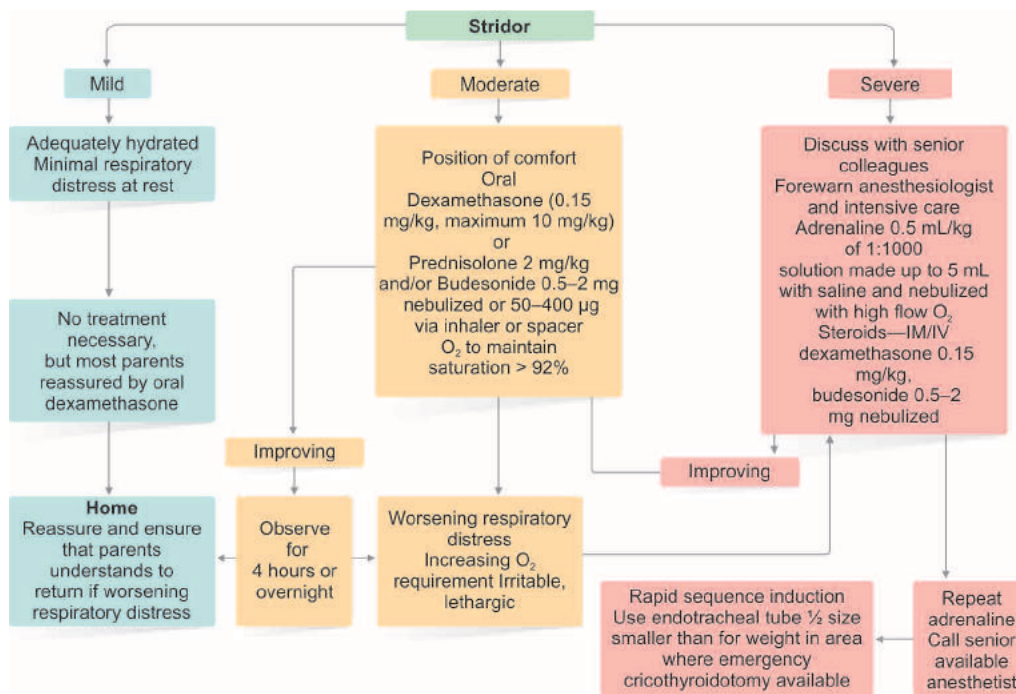 Stridor
Mild
Moderate
Severe
Adequately hydrated
Minimal respiratory
distress at rest
No treatment
necessary,
but most parents
reassured by oral
dexamethasone
Home
Reassure and ensure
that parents
understands to
return if worsening
respiratory distress
Position of comfort
Oral
Dexamethasone (0.15
mg/kg, maximum 10 mg/kg)
or
Prednisolone 2 mg/kg
and/or Budesonide 0.5–2 mg
nebulized or 50–400 µg
via inhaler or spacer
O₂ to maintain
saturation > 92%
Improving
Observe
for
4 hours or
overnight
Worsening respiratory
distress
Increasing O₂
requirement Irritable,
lethargic
Discuss with senior
colleagues
Forewarn anesthesiologist
and intensive care
Adrenaline 0.5 mL/kg
of 1:1000
solution made up to 5 mL
with saline and nebulized
with high flow O₂
Steroids—IM/IV
dexamethasone 0.15
mg/kg,
budesonide 0.5–2
mg nebulized
Improving
Repeat
adrenaline
Call senior
available
anesthetist
Rapid sequence induction
Use endotracheal tube ½ size
smaller than for weight in area
where emergency
cricothyroidotomy available